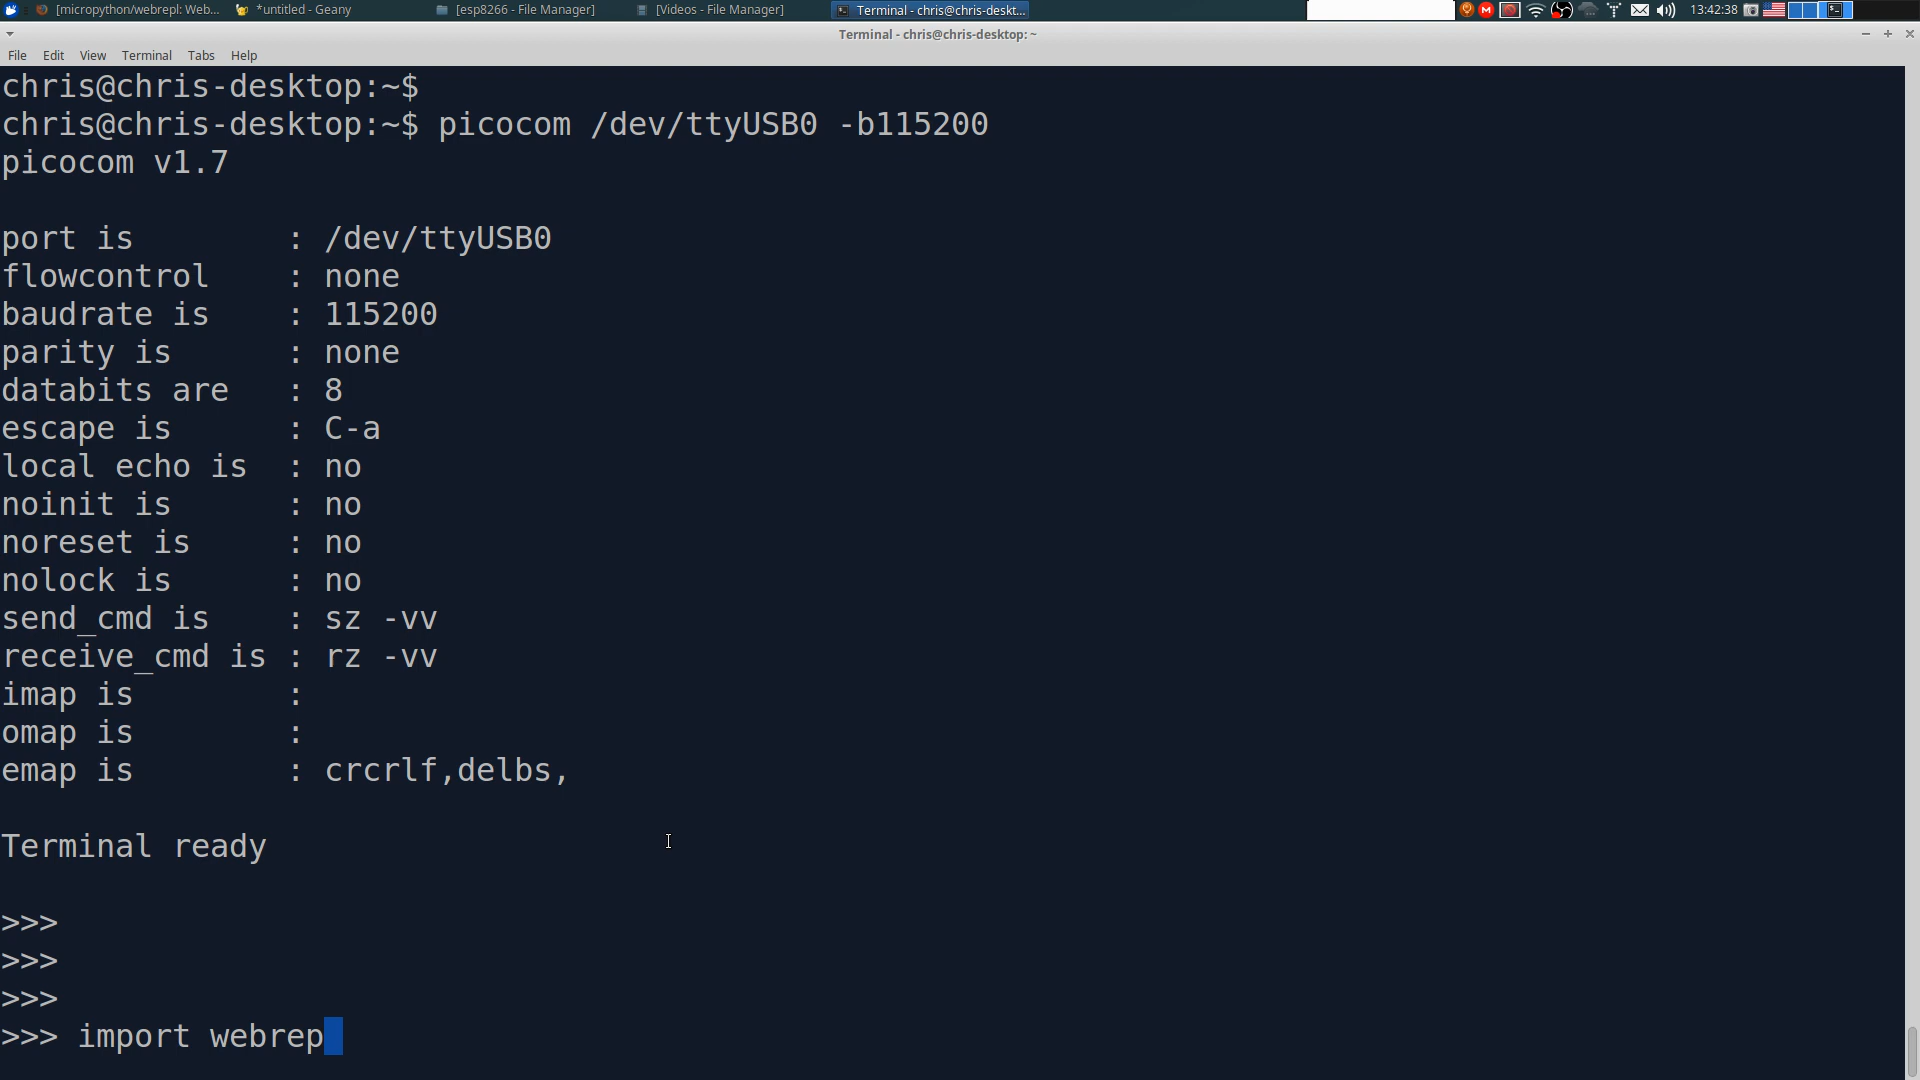 [micropython/webrepl: Web...
*untitled - Geany
[esp8266 - File Manager]
[Videos - File Manager]
Terminal - chris@chris-deskt...
13:42:38
Terminal - chris@chris-desktop: ~
File Edit View Terminal Tabs Help
chris@chris-desktop:~$
chris@chris-desktop:~$ picocom /dev/ttyUSB0 -b115200
picocom v1.7
port is : /dev/ttyUSB0
flowcontrol : none
baudrate is : 115200
parity is : none
databits are : 8
escape is : C-a
local echo is : no
noinit is : no
noreset is : no
nolock is : no
send_cmd is : sz -vv
receive_cmd is : rz -vv
imap is :
omap is :
emap is : crcrlf,delbs,
Terminal ready
>>>
>>>
>>>
>>> import webrep